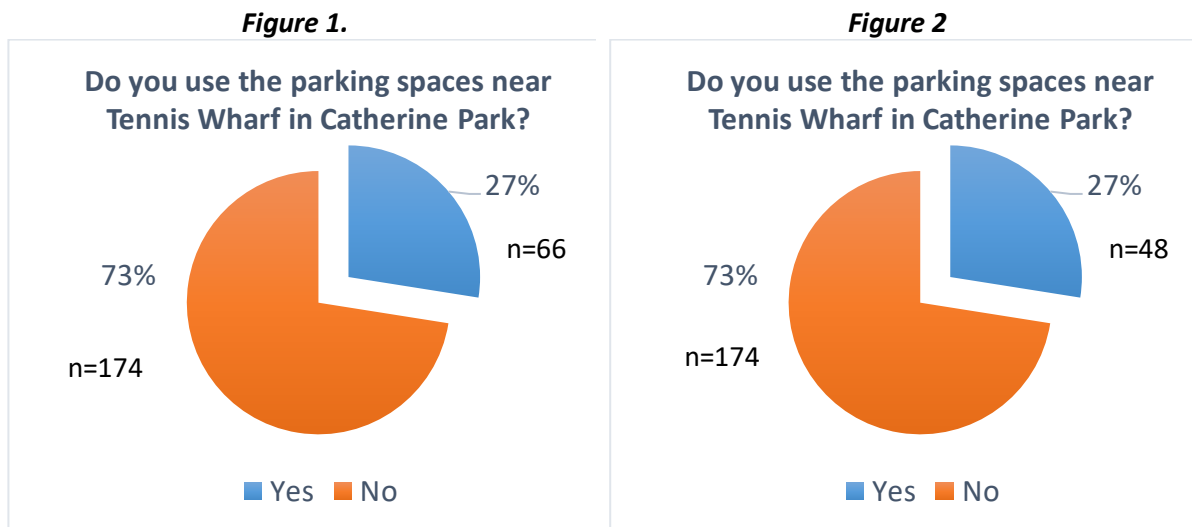 Figure 1.
Do you use the parking spaces near
Tennis Wharf in Catherine Park?
27%
n=66
73%
n=174
Yes No
Figure 2
Do you use the parking spaces near
Tennis Wharf in Catherine Park?
27%
n=48
73%
n=174
Yes No